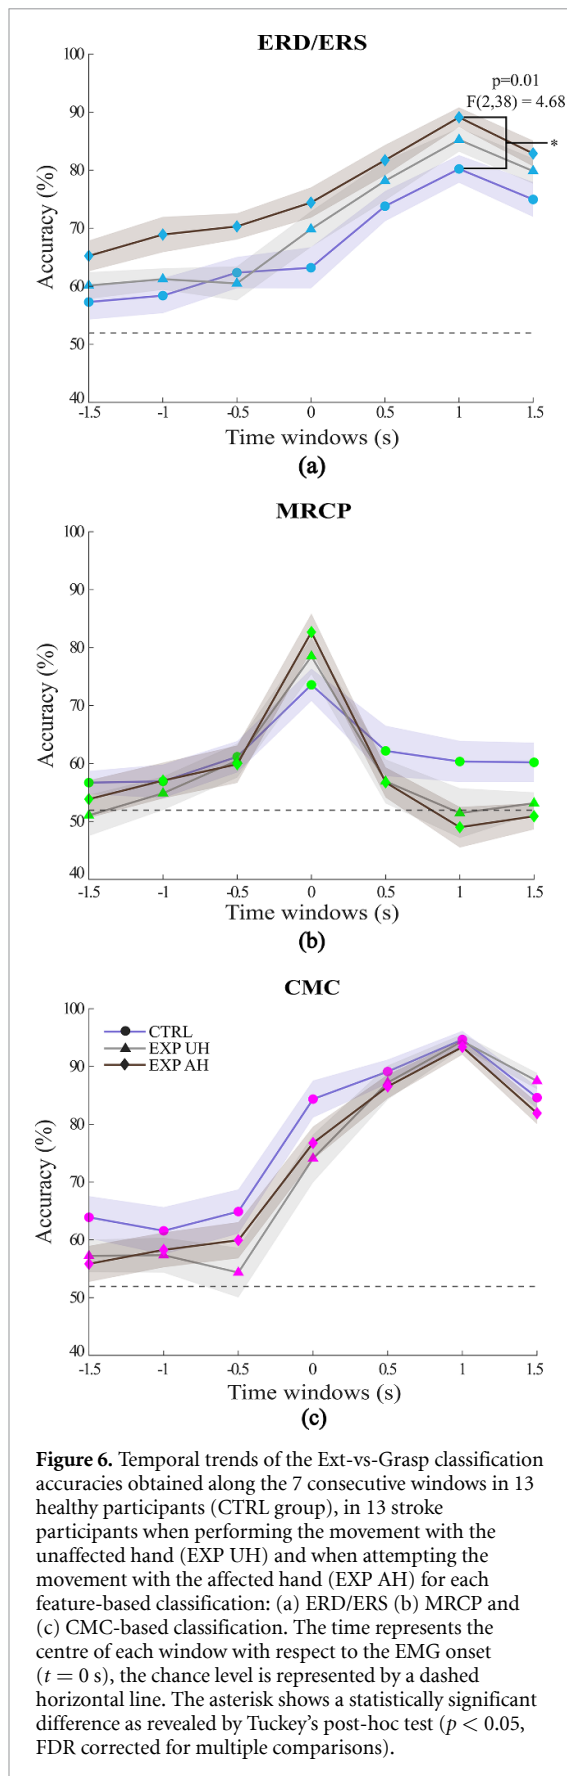 ERD/ERS
p=0.01
F(2,38) = 4.68
*
100
90
80
70
60
50
40
Accuracy (%)
-1.5 -1 -0.5 0 0.5 1 1.5
Time windows (s)
(a)
MRCP
100
90
80
70
60
50
40
Accuracy (%)
-1.5 -1 -0.5 0 0.5 1 1.5
Time windows (s)
(b)
CMC
100
90
80
70
60
50
40
Accuracy (%)
CTRL
EXP UH
EXP AH
-1.5 -1 -0.5 0 0.5 1 1.5
Time windows (s)
(c)
Figure 6. Temporal trends of the Ext-vs-Grasp classification
accuracies obtained along the 7 consecutive windows in 13
healthy participants (CTRL group), in 13 stroke
participants when performing the movement with the
unaffected hand (EXP UH) and when attempting the
movement with the affected hand (EXP AH) for each
feature-based classification: (a) ERD/ERS (b) MRCP and
(c) CMC-based classification. The time represents the
centre of each window with respect to the EMG onset
(t = 0 s), the chance level is represented by a dashed
horizontal line. The asterisk shows a statistically significant
difference as revealed by Tuckey's post-hoc test (p < 0.05,
FDR corrected for multiple comparisons).